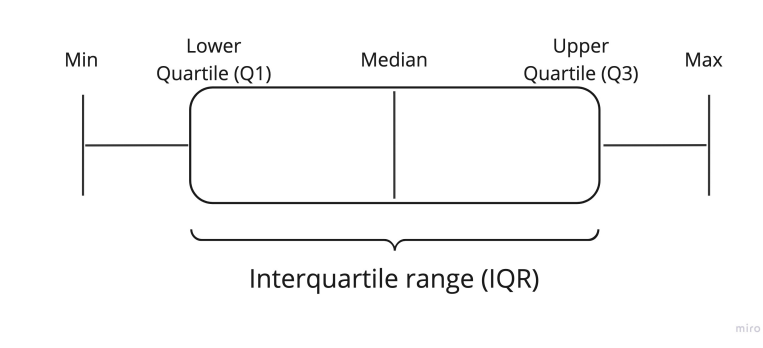 Min
Lower
Quartile (Q1)
Median
Upper
Quartile (Q3)
Max
Interquartile range (IQR)
miro